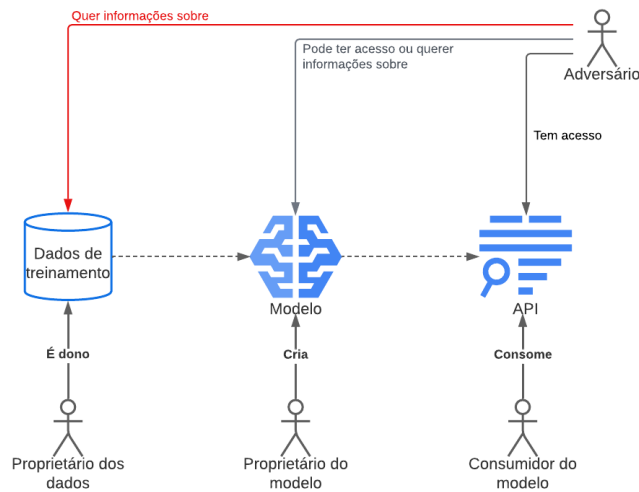 Quer informações sobre
Pode ter acesso ou querer
informações sobre
Adversário
Tem acesso
Dados de
treinamento
Modelo
API
É dono
Cria
Consome
Proprietário dos
dados
Proprietário do
modelo
Consumidor do
modelo